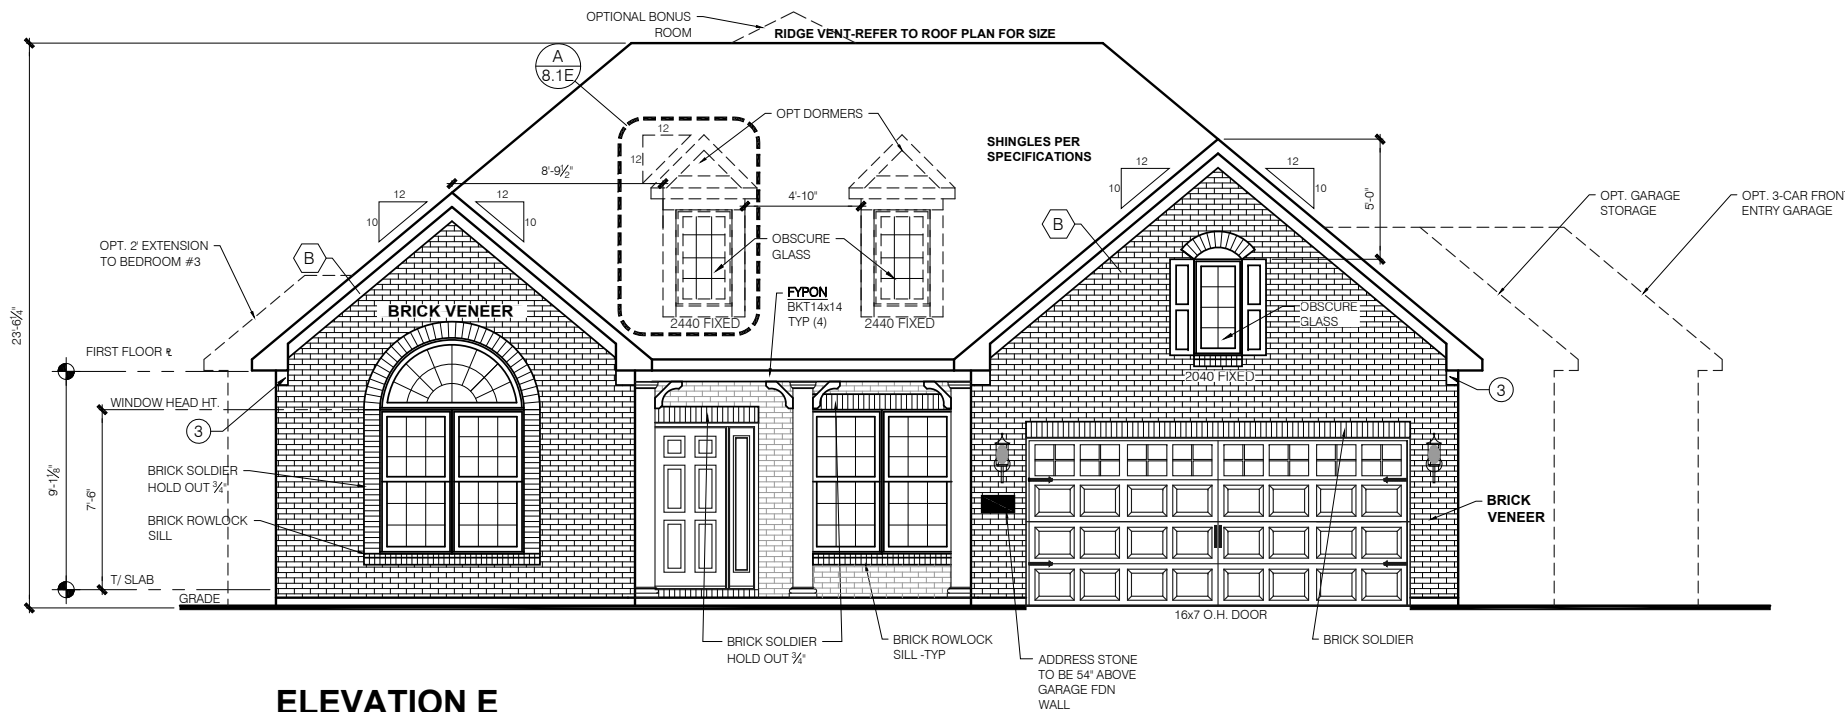 OPTIONAL BONUS
ROOM
RIDGE VENT-REFER TO ROOF PLAN FOR SIZE
A
8.1E
12
12
OPT DORMERS
SHINGLES PER
SPECIFICATIONS
8'-9½"
4'-10"
12
10
12
10
12
10
12
10
5'-0"
OPT. GARAGE
STORAGE
OPT. 3-CAR FRONT
ENTRY GARAGE
OPT. 2' EXTENSION
TO BEDROOM #3
B
B
OBSCURE
GLASS
FYPON
BKT14x14
TYP (4)
BRICK VENEER
2440 FIXED
2440 FIXED
OBSCURE
GLASS
23'-6¼"
FIRST FLOOR ℄
2040 FIXED
3
3
WINDOW HEAD HT.
9'-1⅛"
7'-6"
BRICK SOLDIER
HOLD OUT ¾"
BRICK ROWLOCK
SILL
BRICK
VENEER
T/ SLAB
GRADE
16x7 O.H. DOOR
BRICK SOLDIER
HOLD OUT ¾"
BRICK ROWLOCK
SILL -TYP
ADDRESS STONE
TO BE 54" ABOVE
GARAGE FDN
WALL
BRICK SOLDIER
ELEVATION E